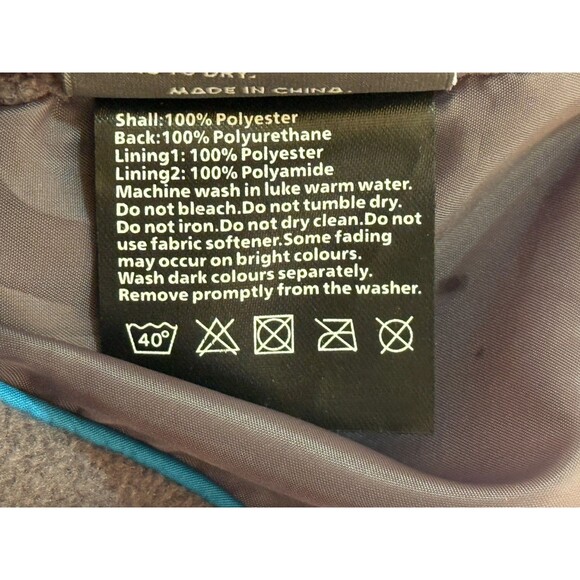 TO DRY.
MADE IN CHINA.
Shall:100% Polyester
Back:100% Polyurethane
Lining1: 100% Polyester
Lining2: 100% Polyamide
Machine wash in luke warm water.
Do not bleach.Do not tumble dry.
Do not iron.Do not dry clean.Do not
use fabric softener.Some fading
may occur on bright colours.
Wash dark colours separately.
Remove promptly from the washer.
40°